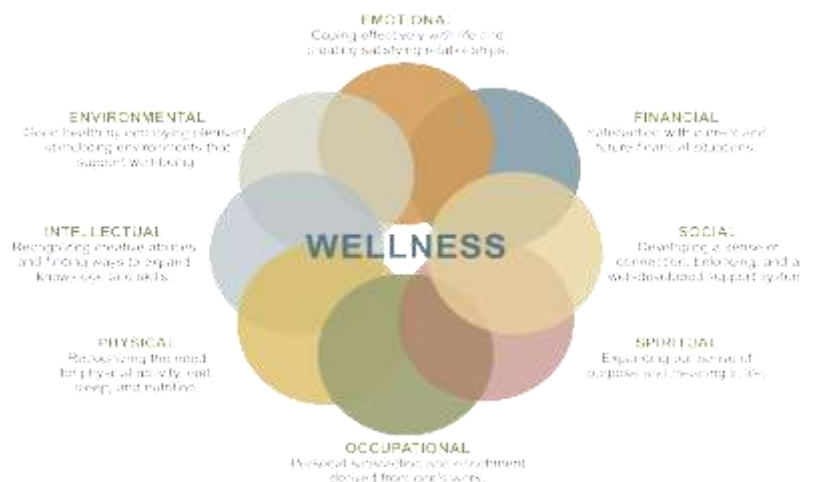 EMOTIONAL
Coping effectively with life and
creating satisfying relationships.
ENVIRONMENTAL
Good health by occupying pleasant,
stimulating environments that
support well-being.
FINANCIAL
Satisfaction with current and
future financial situations.
WELLNESS
INTELLECTUAL
Recognizing creative abilities
and finding ways to expand
knowledge and skills.
SOCIAL
Developing a sense of
connection, belonging, and a
well-developed support system
PHYSICAL
Recognizing the need
for physical activity, diet,
sleep, and nutrition.
SPIRITUAL
Expanding our sense of
purpose and meaning in life.
OCCUPATIONAL
Personal satisfaction and enrichment
derived from one's work.